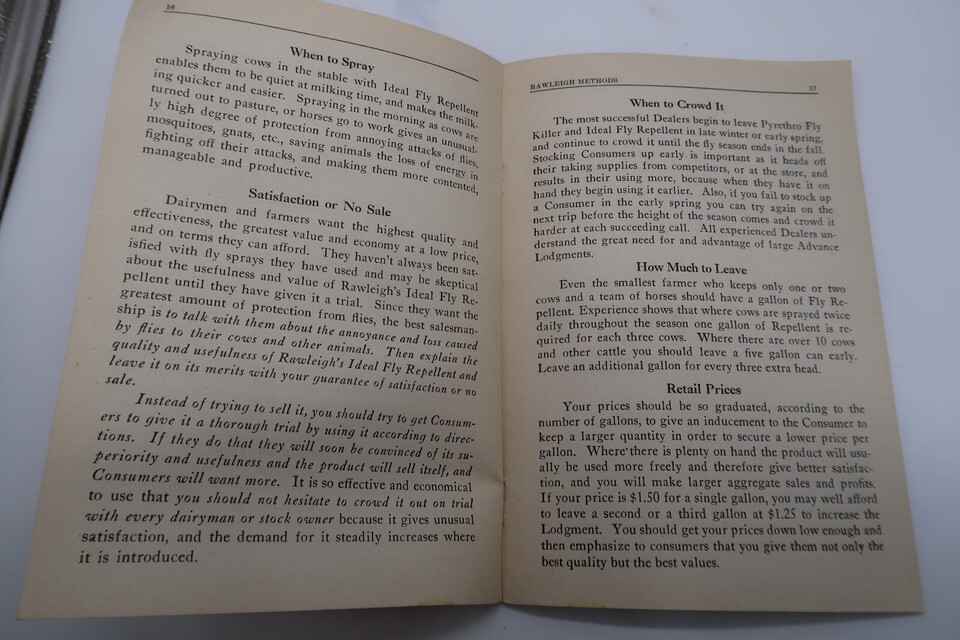 16
When to Spray
Spraying cows in the stable with Ideal Fly Repellent
enables them to be quiet at milking time, and makes the milk-
ing quicker and easier. Spraying in the morning as cows are
turned out to pasture, or horses go to work gives an unusual-
ly high degree of protection from annoying attacks of flies,
mosquitoes, gnats, etc., saving animals the loss of energy in
fighting off their attacks, and making them more contented,
manageable and productive.
Satisfaction or No Sale
Dairymen and farmers want the highest quality and
effectiveness, the greatest value and economy at a low price,
and on terms they can afford. They haven't always been sat-
isfied with fly sprays they have used and may be skeptical
about the usefulness and value of Rawleigh's Ideal Fly Re-
pellent until they have given it a trial. Since they want the
greatest amount of protection from flies, the best salesman-
ship is to talk with them about the annoyance and loss caused
by flies to their cows and other animals. Then explain the
quality and usefulness of Rawleigh's Ideal Fly Repellent and
leave it on its merits with your guarantee of satisfaction or no
sale.
Instead of trying to sell it, you should try to get Consum-
ers to give it a thorough trial by using it according to direc-
tions. If they do that they will soon be convinced of its su-
periority and usefulness and the product will sell itself, and
Consumers will want more. It is so effective and economical
to use that you should not hesitate to crowd it out on trial
with every dairyman or stock owner because it gives unusual
satisfaction, and the demand for it steadily increases where
it is introduced.
RAWLEIGH METHODS 17
When to Crowd It
The most successful Dealers begin to leave Pyrethro Fly
Killer and Ideal Fly Repellent in late winter or early spring,
and continue to crowd it until the fly season ends in the fall.
Stocking Consumers up early is important as it heads off
their taking supplies from competitors, or at the store, and
results in their using more, because when they have it on
hand they begin using it earlier. Also, if you fail to stock up
a Consumer in the early spring you can try again on the
next trip before the height of the season comes and crowd it
harder at each succeeding call. All experienced Dealers un-
derstand the great need for and advantage of large Advance
Lodgments.
How Much to Leave
Even the smallest farmer who keeps only one or two
cows and a team of horses should have a gallon of Fly Re-
pellent. Experience shows that where cows are sprayed twice
daily throughout the season one gallon of Repellent is re-
quired for each three cows. Where there are over 10 cows
and other cattle you should leave a five gallon can early.
Leave an additional gallon for every three extra head.
Retail Prices
Your prices should be so graduated, according to the
number of gallons, to give an inducement to the Consumer to
keep a larger quantity in order to secure a lower price per
gallon. Where there is plenty on hand the product will usu-
ally be used more freely and therefore give better satisfac-
tion, and you will make larger aggregate sales and profits.
If your price is $1.50 for a single gallon, you may well afford
to leave a second or a third gallon at $1.25 to increase the
Lodgment. You should get your prices down low enough and
then emphasize to consumers that you give them not only the
best quality but the best values.